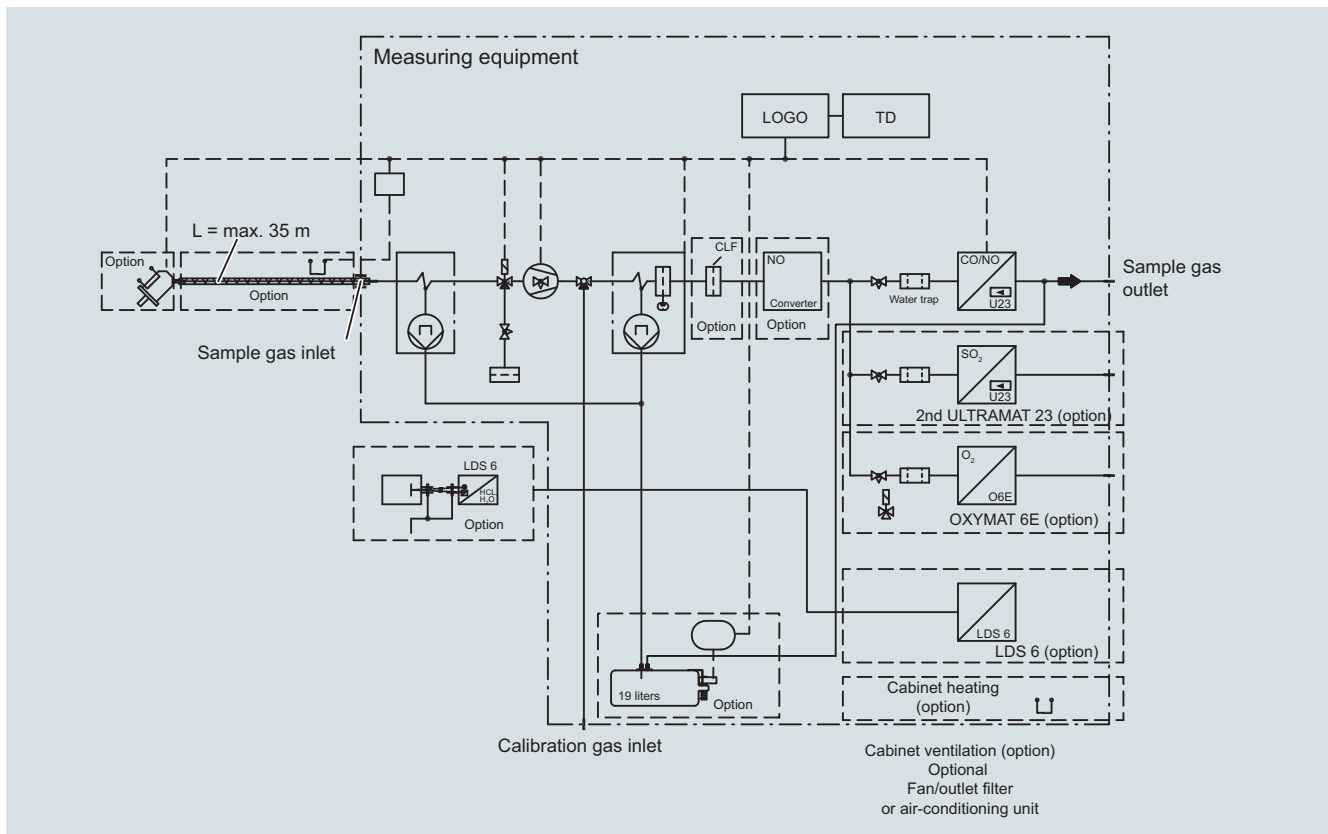 Measuring equipment
LOGO
TD
L = max. 35 m
Option
Option
Sample gas inlet
CLF
Option
NO
Converter
Option
Water trap
CO/NO
U23
Sample gas
outlet
SO₂
U23
2nd ULTRAMAT 23 (option)
O₂
O6E
OXYMAT 6E (option)
LDS 6
HCL
H₂O
Option
LDS 6
LDS 6 (option)
19 liters
Option
Cabinet heating
(option)
Calibration gas inlet
Cabinet ventilation (option)
Optional
Fan/outlet filter
or air-conditioning unit